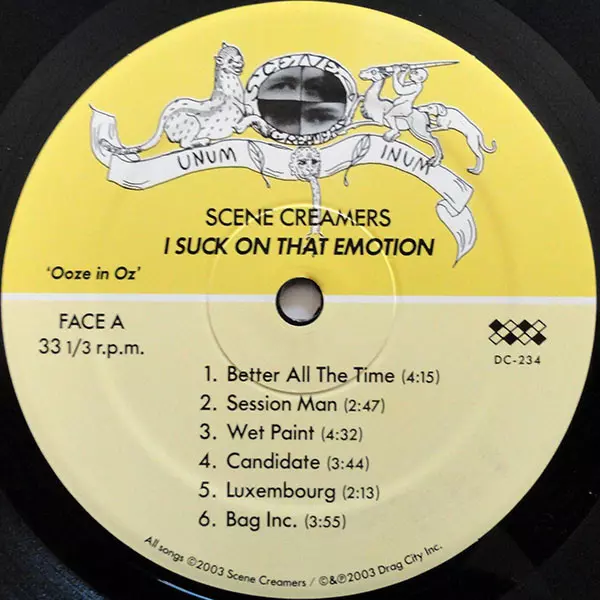 SCENE
CREAMERS
UNUM INUM
SCENE CREAMERS
I SUCK ON THAT EMOTION
'Ooze in Oz'
FACE A
33 1/3 r.p.m.
DC-234
1. Better All The Time (4:15)
2. Session Man (2:47)
3. Wet Paint (4:32)
4. Candidate (3:44)
5. Luxembourg (2:13)
6. Bag Inc. (3:55)
All songs ©2003 Scene Creamers / ©&℗2003 Drag City Inc.